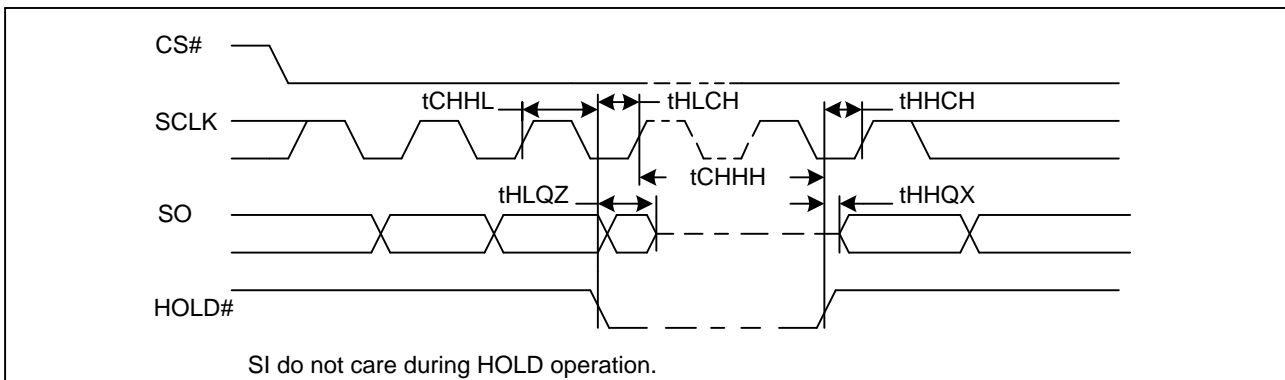 CS#
tCHHL
tHLCH
tHHCH
SCLK
tCHHH
tHLQZ
tHHQX
SO
HOLD#
SI do not care during HOLD operation.